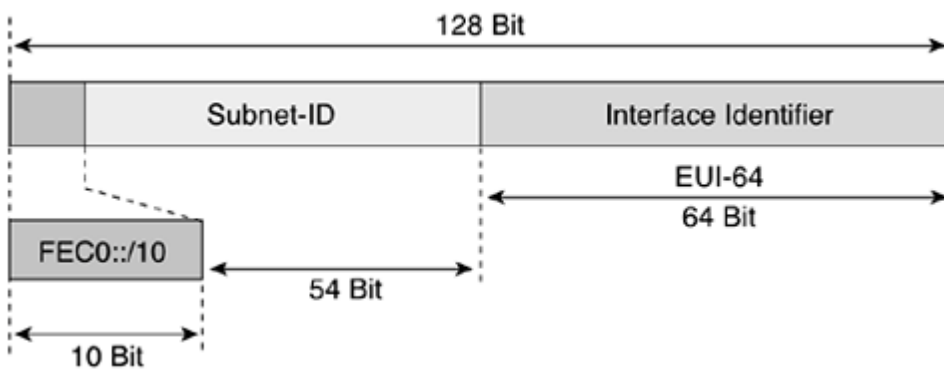 128 Bit
Subnet-ID
Interface Identifier
EUI-64
64 Bit
FEC0::/10
54 Bit
10 Bit